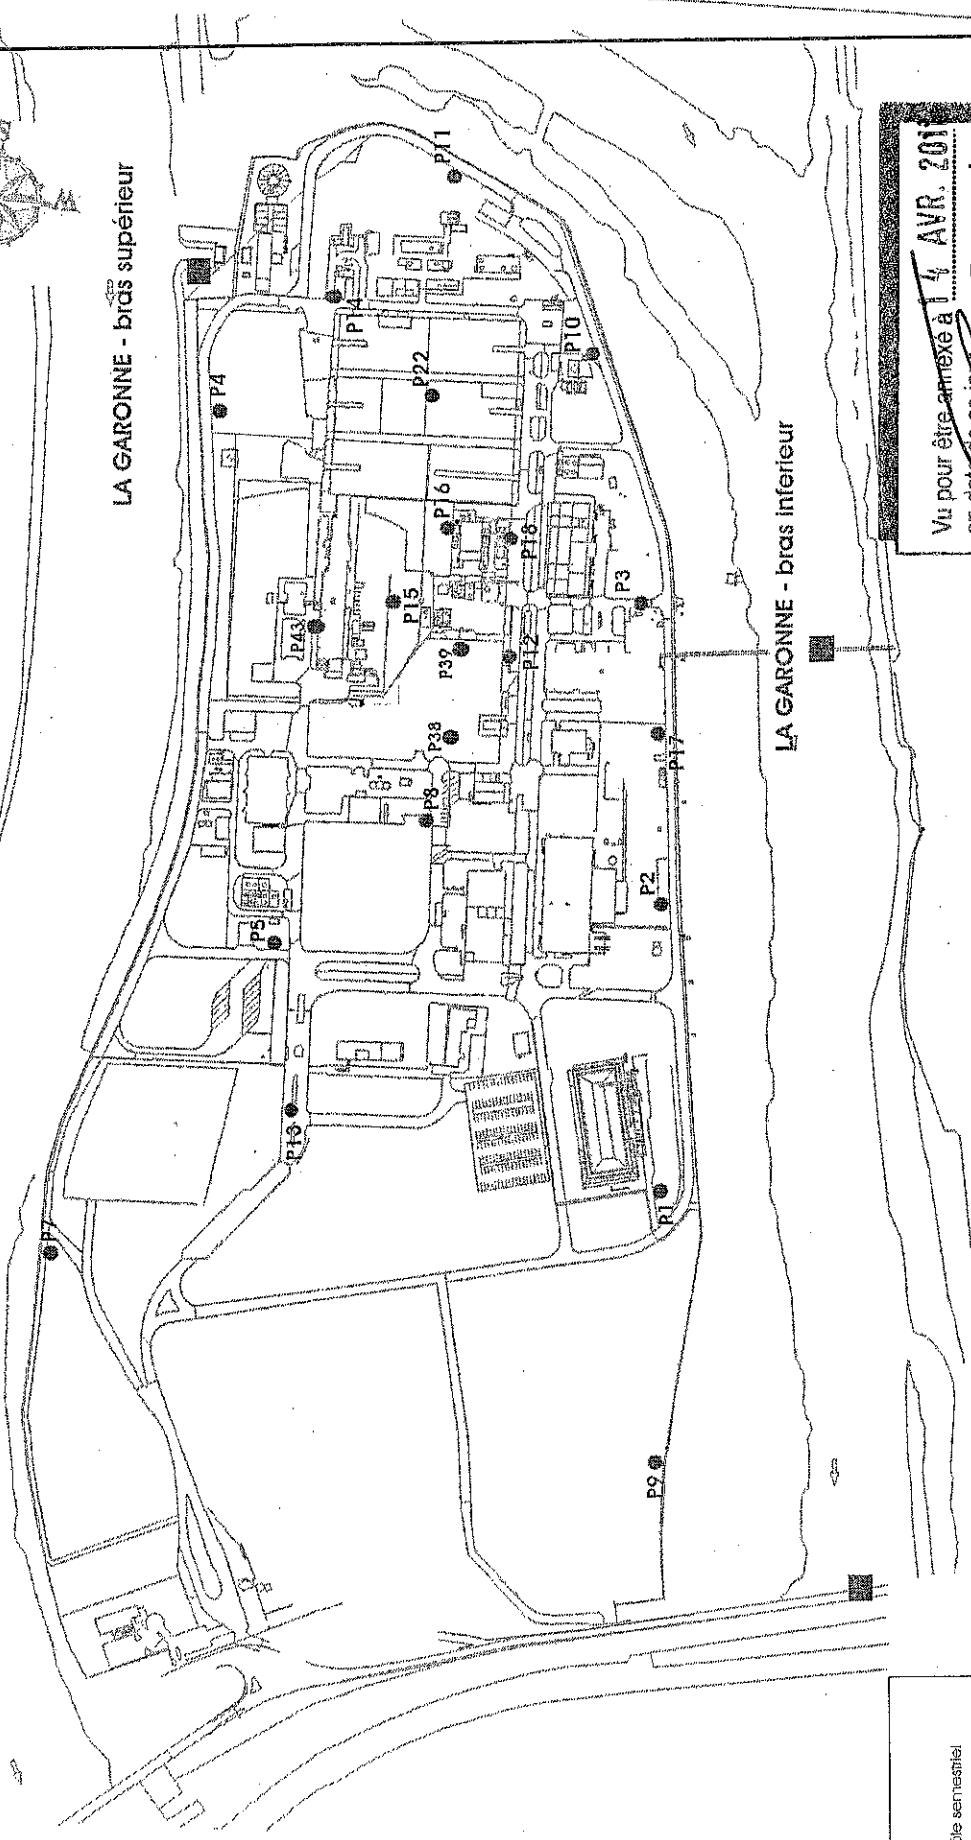 LA GARONNE - bras supérieur
P11
P14
P4
P22
P10
P16
P18
P15
P43
P3
P39
P12
P38
P17
P8
P2
P5
P13
P1
P7
P9
LA GARONNE - bras inférieur
Vu pour être annexé à
14 AVR. 201
semestriel